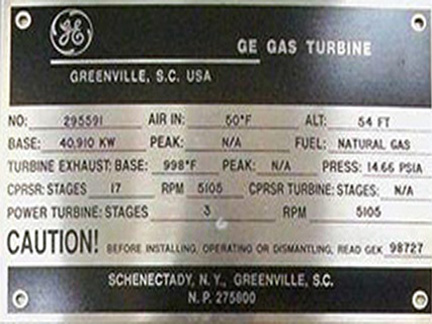 GE
GE GAS TURBINE
GREENVILLE, S.C. USA
NO: 295591 AIR IN: 50°F ALT: 54 FT
BASE: 40,910 KW PEAK: N/A FUEL: NATURAL GAS
TURBINE EXHAUST: BASE: 998°F PEAK: N/A PRESS: 14.66 PSIA
CPRSR: STAGES 17 RPM 5105 CPRSR TURBINE: STAGES: N/A
POWER TURBINE: STAGES 3 RPM 5105
CAUTION! BEFORE INSTALLING, OPERATING OR DISMANTLING, READ GEK 98727
SCHENECTADY, N. Y., GREENVILLE, S.C.
N. P. 275800